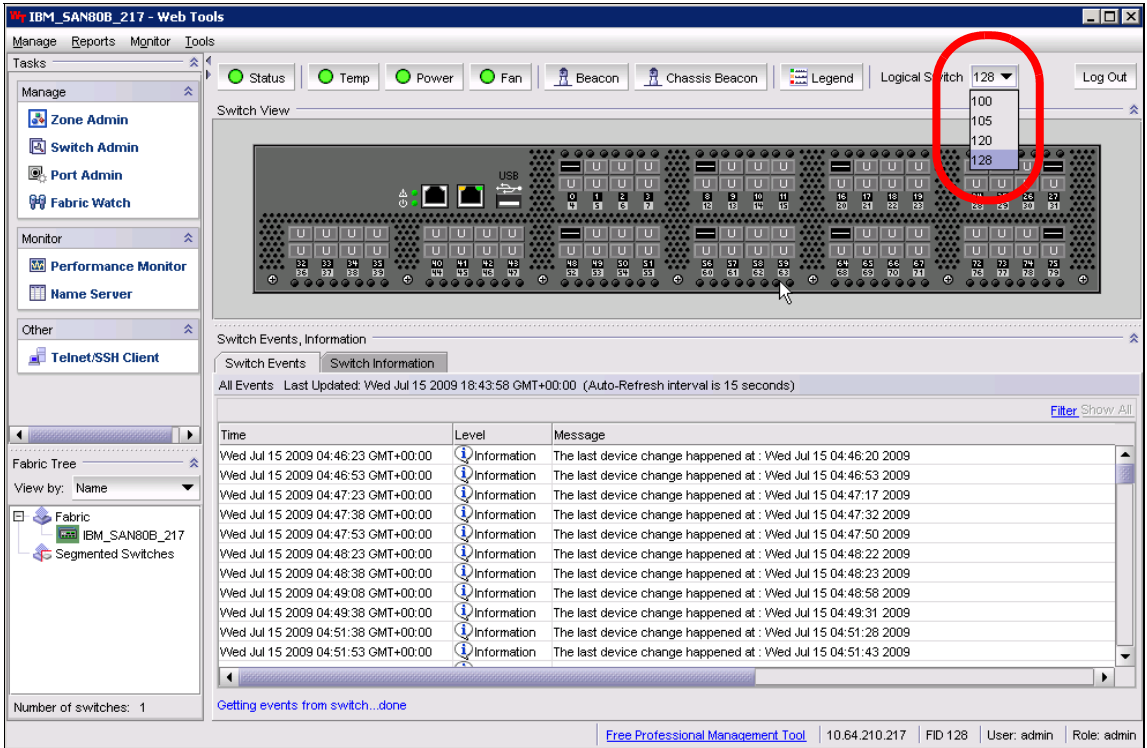 IBM_SAN80B_217 - Web Tools
Manage Reports Monitor Tools
Tasks
Manage
Zone Admin
Switch Admin
Port Admin
Fabric Watch
Monitor
Performance Monitor
Name Server
Other
Telnet/SSH Client
Fabric Tree
View by: Name
Fabric
IBM_SAN80B_217
Segmented Switches
Number of switches: 1
Status Temp Power Fan Beacon Chassis Beacon Legend Logical Switch 128 Log Out
100
105
120
128
Switch View
USB
0 1 2 3 8 9 10 11 16 17 18 19 26 27
4 5 6 7 12 13 14 15 20 21 22 23 28 29 30 31
32 33 34 35 40 41 42 43 48 49 50 51 56 57 58 59 64 65 66 67 72 73 74 75
36 37 38 39 44 45 46 47 52 53 54 55 60 61 62 63 68 69 70 71 76 77 78 79
Switch Events, Information
Switch Events Switch Information
All Events Last Updated: Wed Jul 15 2009 18:43:58 GMT+00:00 (Auto-Refresh interval is 15 seconds)
Filter Show All
Time Level Message
Wed Jul 15 2009 04:46:23 GMT+00:00 Information The last device change happened at : Wed Jul 15 04:46:20 2009
Wed Jul 15 2009 04:46:53 GMT+00:00 Information The last device change happened at : Wed Jul 15 04:46:53 2009
Wed Jul 15 2009 04:47:23 GMT+00:00 Information The last device change happened at : Wed Jul 15 04:47:17 2009
Wed Jul 15 2009 04:47:38 GMT+00:00 Information The last device change happened at : Wed Jul 15 04:47:32 2009
Wed Jul 15 2009 04:47:53 GMT+00:00 Information The last device change happened at : Wed Jul 15 04:47:50 2009
Wed Jul 15 2009 04:48:23 GMT+00:00 Information The last device change happened at : Wed Jul 15 04:48:22 2009
Wed Jul 15 2009 04:48:38 GMT+00:00 Information The last device change happened at : Wed Jul 15 04:48:23 2009
Wed Jul 15 2009 04:49:08 GMT+00:00 Information The last device change happened at : Wed Jul 15 04:48:58 2009
Wed Jul 15 2009 04:49:38 GMT+00:00 Information The last device change happened at : Wed Jul 15 04:49:31 2009
Wed Jul 15 2009 04:51:38 GMT+00:00 Information The last device change happened at : Wed Jul 15 04:51:28 2009
Wed Jul 15 2009 04:51:53 GMT+00:00 Information The last device change happened at : Wed Jul 15 04:51:43 2009
Getting events from switch...done
Free Professional Management Tool 10.64.210.217 FID 128 User: admin Role: admin